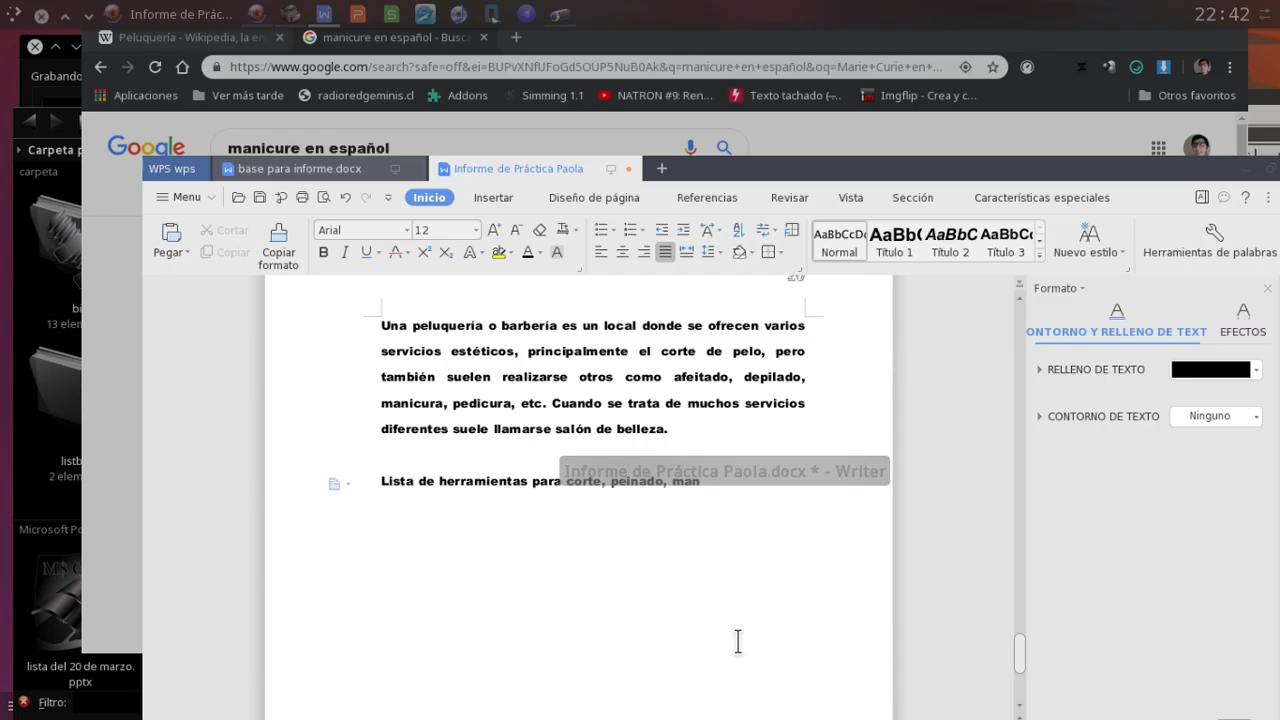 Informe de Prác...
22:42
Grabando
Peluquería - Wikipedia, la en
manicure en español - Busca
https://www.google.com/search?safe=off&ei=BUPvXNfUFoGd5OUP5NuB0Ak&q=manicure+en+español&oq=Marie+Curie+en+...
Aplicaciones
Ver más tarde
radioredgeminis.cl
Addons
Simming 1.1
NATRON #9: Ren...
Texto tachado (–...
Imgflip - Crea y c...
Otros favoritos
Carpeta p
carpeta
Google
manicure en español
WPS wps
base para informe.docx
Informe de Práctica Paola
Menu
Inicio
Insertar
Diseño de página
Referencias
Revisar
Vista
Sección
Características especiales
Pegar
Cortar
Copiar
Copiar formato
Arial
12
AaBbCcDc
Normal
AaBb(
Título 1
AaBbC
Título 2
AaBbCc
Título 3
Nuevo estilo
Herramientas de palabras
20
Una peluquería o barbería es un local donde se ofrecen varios
servicios estéticos, principalmente el corte de pelo, pero
también suelen realizarse otros como afeitado, depilado,
manicura, pedicura, etc. Cuando se trata de muchos servicios
diferentes suele llamarse salón de belleza.
Informe de Práctica Paola.docx * - Writer
Lista de herramientas para corte, peinado, man
Formato
ONTORNO Y RELLENO DE TEXT
EFECTOS
RELLENO DE TEXTO
CONTORNO DE TEXTO
Ninguno
bi
13 elem
listb
2 elem
Microsoft Po
lista del 20 de marzo.
pptx
Filtro: